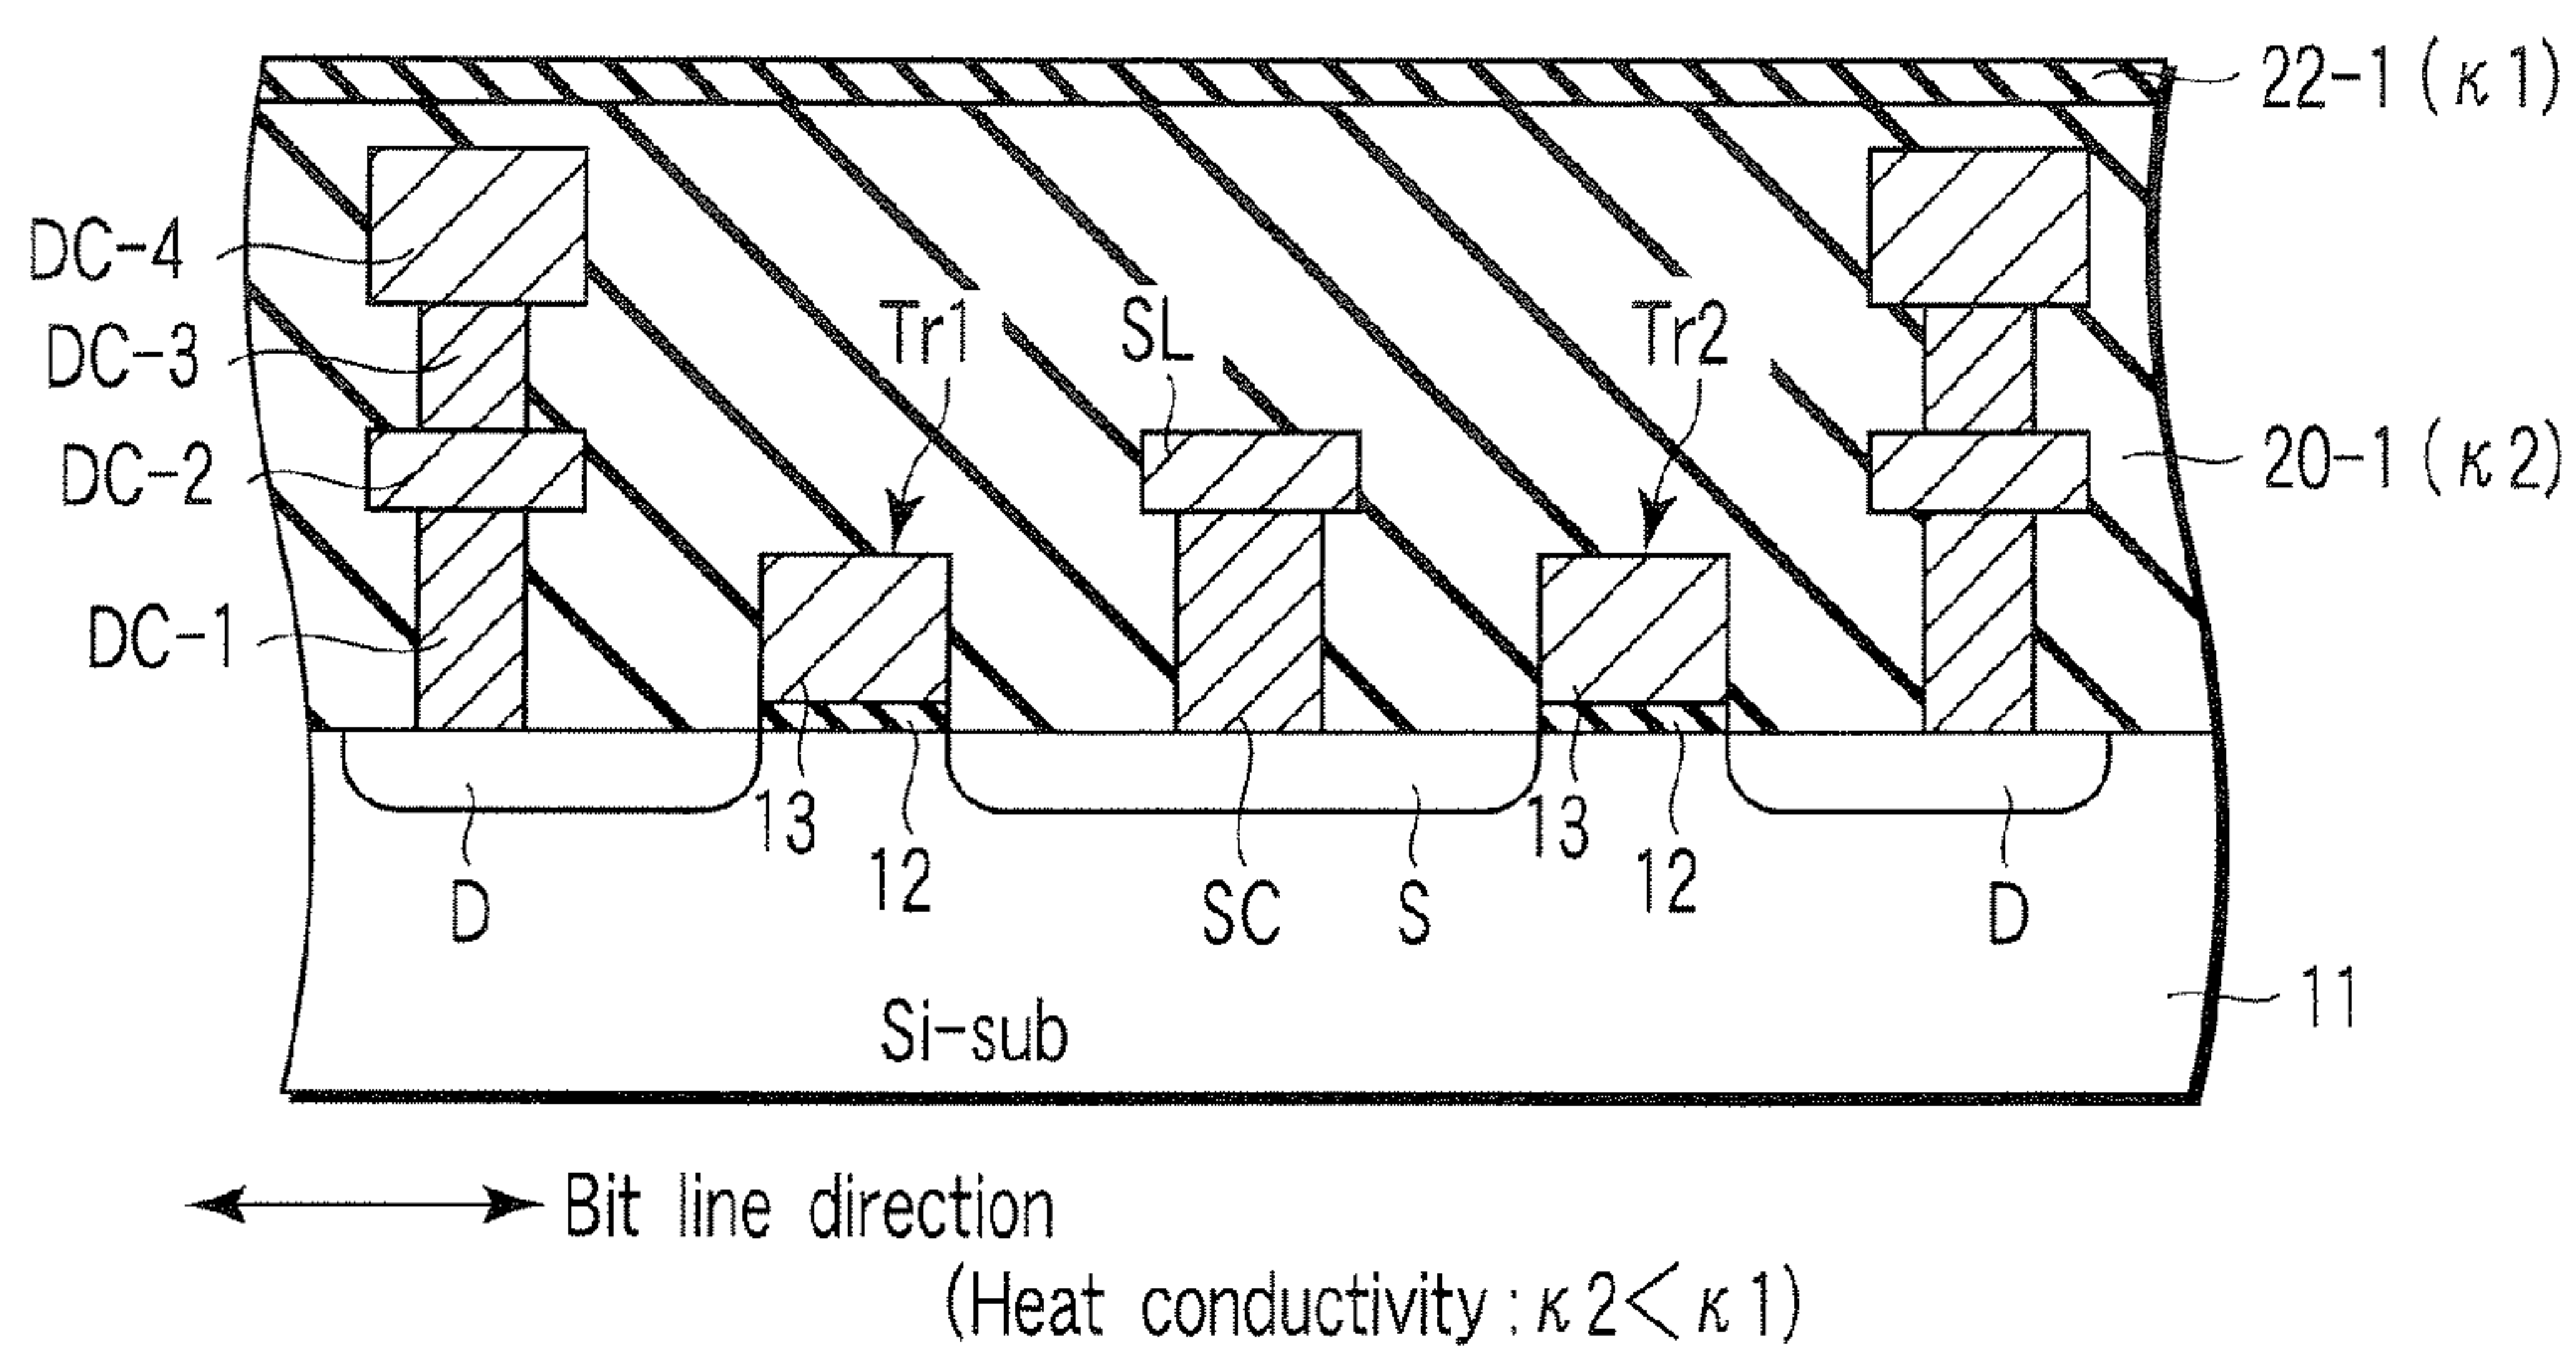 22-1 (κ1)
DC-4
Tr1
SL
Tr2
DC-3
DC-2
20-1 (κ2)
DC-1
13
12
13
12
D
SC
S
D
11
Si-sub
Bit line direction
(Heat conductivity : κ2<κ1)